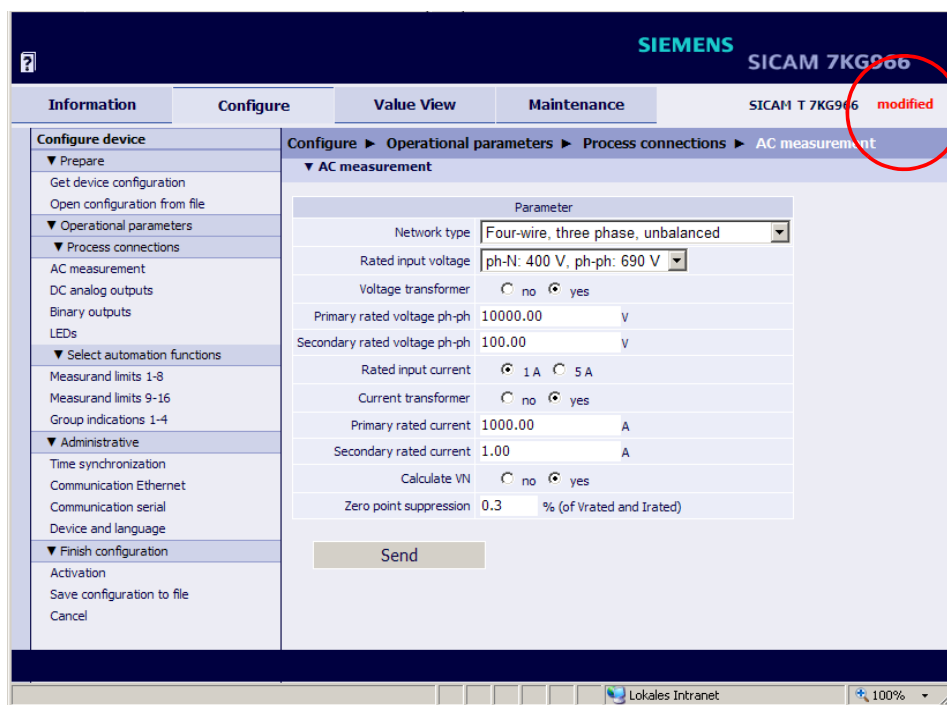 SIEMENS
?
SICAM 7KG966
Information Configure Value View Maintenance SICAM T 7KG966 modified
Configure device
▼ Prepare
Get device configuration
Open configuration from file
▼ Operational parameters
▼ Process connections
AC measurement
DC analog outputs
Binary outputs
LEDs
▼ Select automation functions
Measurand limits 1-8
Measurand limits 9-16
Group indications 1-4
▼ Administrative
Time synchronization
Communication Ethernet
Communication serial
Device and language
▼ Finish configuration
Activation
Save configuration to file
Cancel
Configure ► Operational parameters ► Process connections ► AC measurement
▼ AC measurement
Parameter
Network type Four-wire, three phase, unbalanced
Rated input voltage ph-N: 400 V, ph-ph: 690 V
Voltage transformer no yes
Primary rated voltage ph-ph 10000.00 V
Secondary rated voltage ph-ph 100.00 V
Rated input current 1 A 5 A
Current transformer no yes
Primary rated current 1000.00 A
Secondary rated current 1.00 A
Calculate VN no yes
Zero point suppression 0.3 % (of Vrated and Irated)
Send
Lokales Intranet 100%